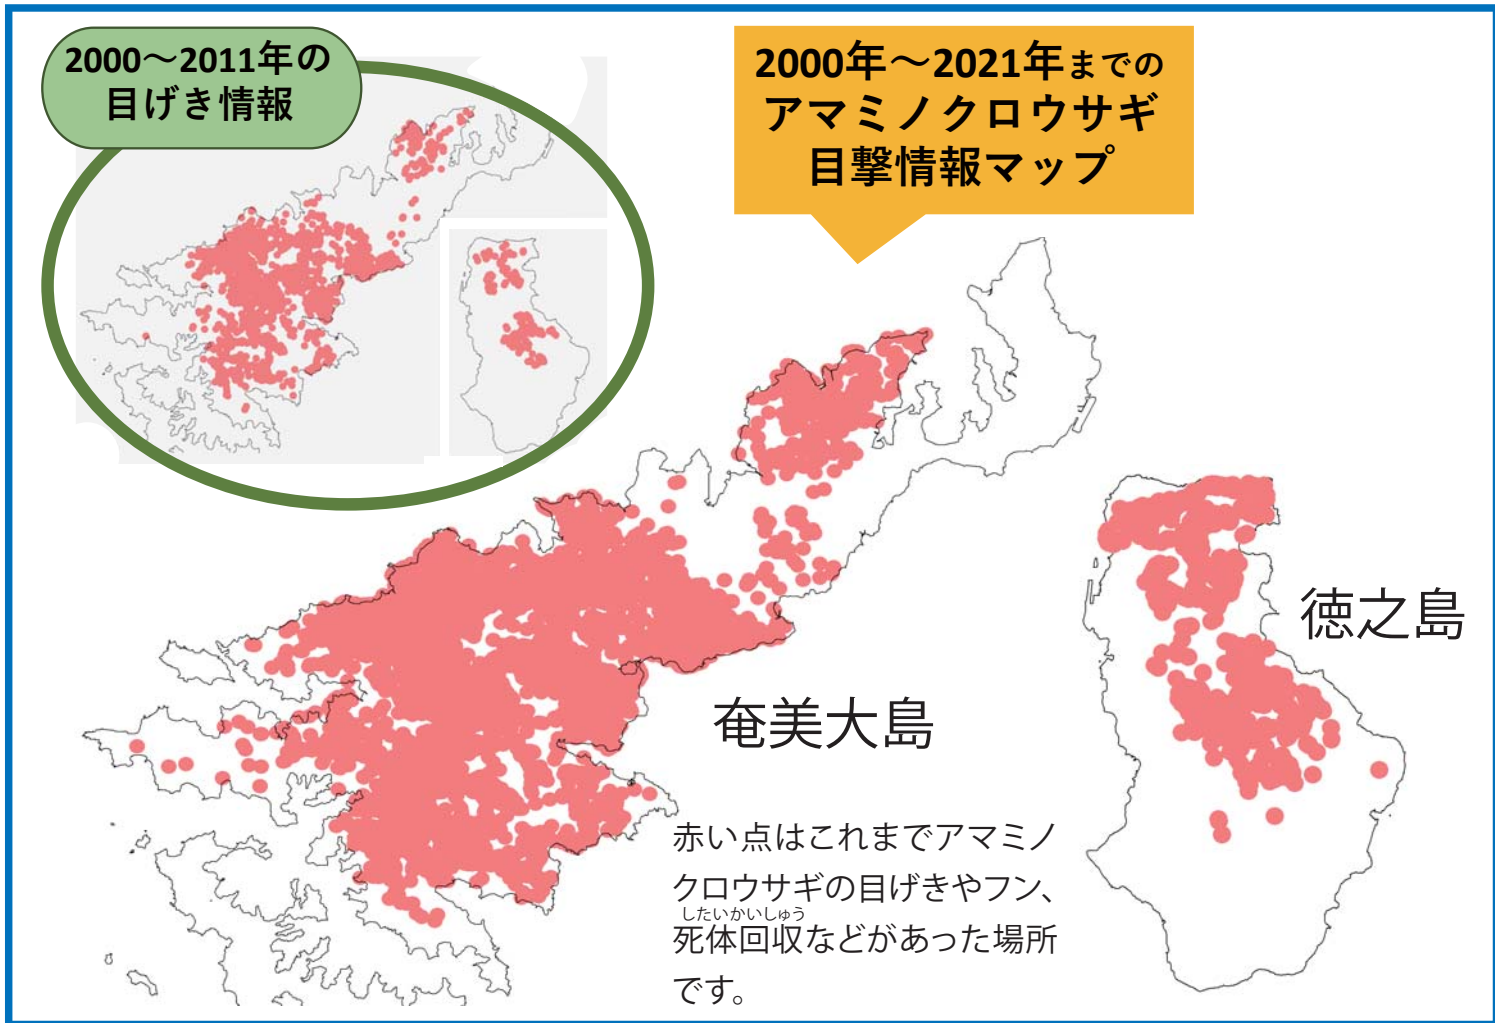 2000～2011年の
目げき情報
2000年～2021年までの
アマミノクロウサギ
目撃情報マップ
徳之島
奄美大島
赤い点はこれまでアマミノ
クロウサギの目げきやフン、
したいかいしゅう
死体回収などがあった場所
です。